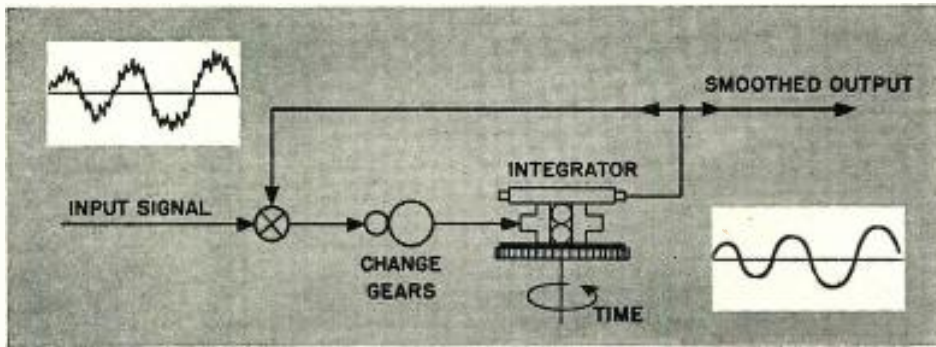 SMOOTHED OUTPUT
INTEGRATOR
INPUT SIGNAL
CHANGE
GEARS
TIME